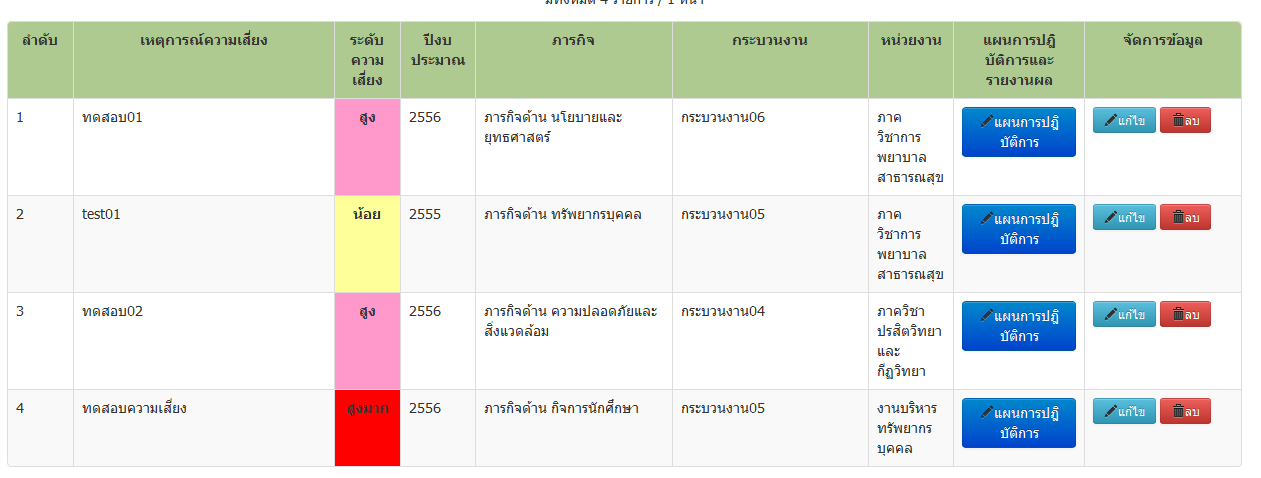 มีทั้งหมด 4 รายการ / 1 หน้า
ลำดับ เหตุการณ์ความเสี่ยง ระดับ ปีงบ ภารกิจ กระบวนงาน หน่วยงาน แผนการปฏิ จัดการข้อมูล
ความ ประมาณ บัติการและ
เสี่ยง รายงานผล
1 ทดสอบ01 สูง 2556 ภารกิจด้าน นโยบายและ กระบวนงาน06 ภาค แผนการปฏิ แก้ไข ลบ
ยุทธศาสตร์ วิชาการ บัติการ
พยาบาล
สาธารณสุข
2 test01 น้อย 2555 ภารกิจด้าน ทรัพยากรบุคคล กระบวนงาน05 ภาค แผนการปฏิ แก้ไข ลบ
วิชาการ บัติการ
พยาบาล
สาธารณสุข
3 ทดสอบ02 สูง 2556 ภารกิจด้าน ความปลอดภัยและ กระบวนงาน04 ภาควิชา แผนการปฏิ แก้ไข ลบ
สิ่งแวดล้อม ปรสิตวิทยา บัติการ
และ
กีฏวิทยา
4 ทดสอบความเสี่ยง สูงมาก 2556 ภารกิจด้าน กิจการนักศึกษา กระบวนงาน05 งานบริหาร แผนการปฏิ แก้ไข ลบ
ทรัพยากร บัติการ
บุคคล